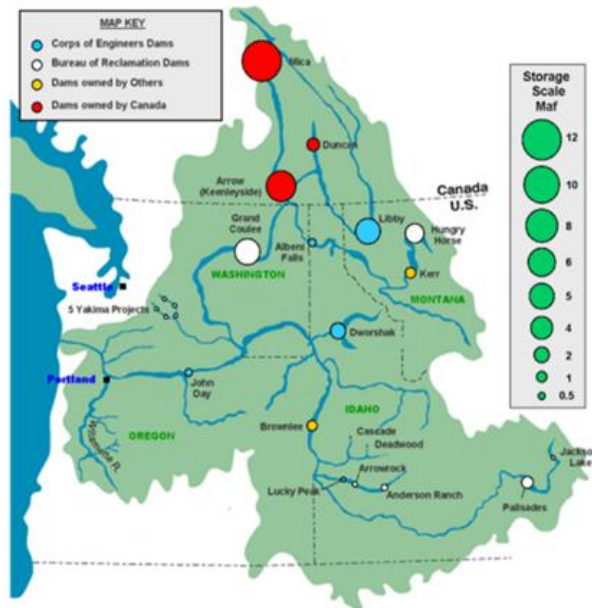 MAP KEY
Corps of Engineers Dams
Bureau of Reclamation Dams
Dams owned by Others
Dams owned by Canada
Mica
Duncan
Arrow
(Keenleyside)
Canada
U.S.
Grand
Coulee
Libby
Hungry
Horse
Albeni
Falls
WASHINGTON
Kerr
Seattle
MONTANA
5 Yakima Projects
Dworshak
Portland
John
Day
IDAHO
Brownlee
Cascade
OREGON
Deadwood
Willamette R.
Arrowrock
Jackson
Lake
Lucky Peak
Anderson Ranch
Palisades
Storage
Scale
Maf
12
10
8
6
5
4
2
1
0.5